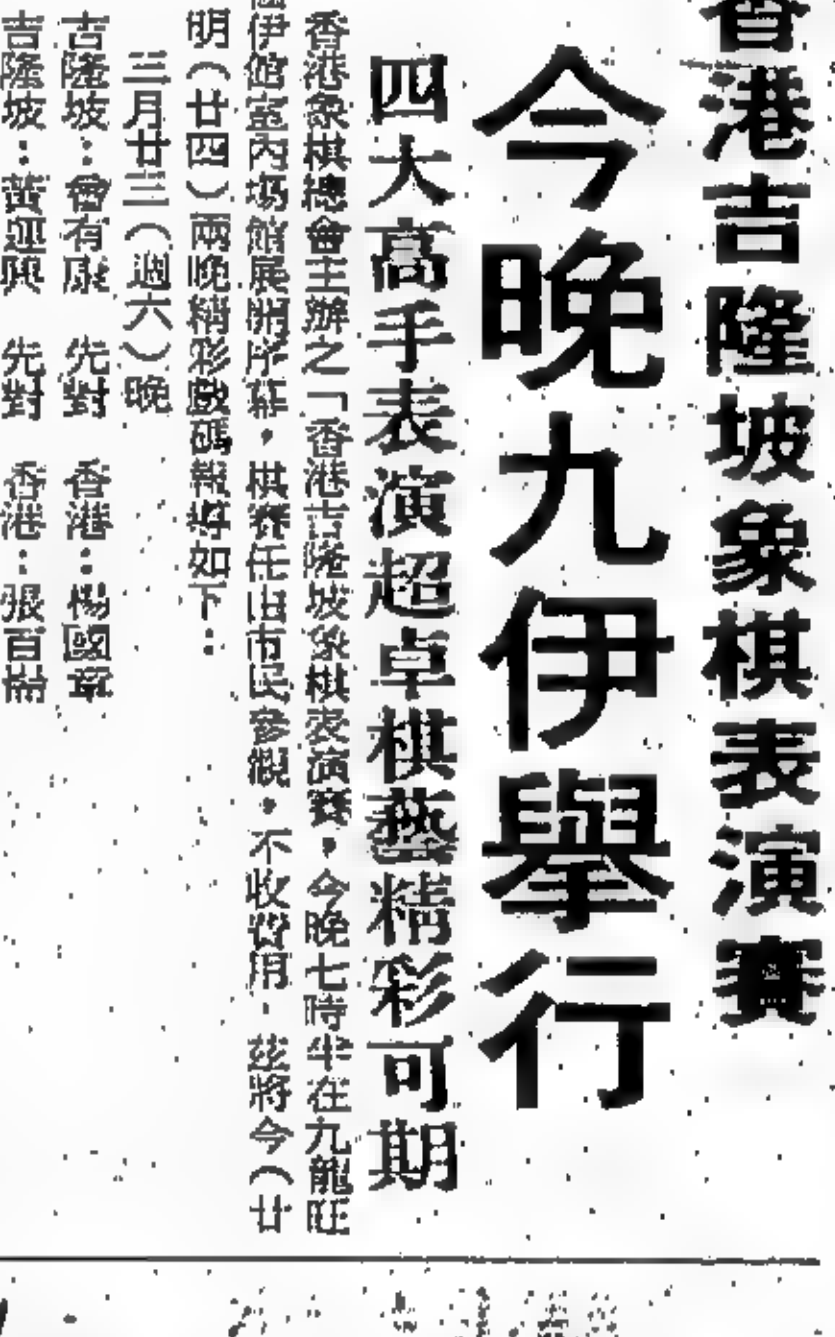 香港吉隆坡象棋表演賽
今晚九伊舉行
四大高手表演超卓棋藝精彩可期
香港象棋總會主辦之「香港吉隆坡象棋表演賽，今晚七時半在九龍旺
伊館室內塲館展開序幕，棋賽任由市民參觀，不收費用，茲將今（廿
明（廿四）兩晚精彩戲碼報導如下：
三月廿三（週六）晚
吉隆坡：曾有康　先對　香港：楊國章
吉隆坡：黃運興　先對　香港：張百